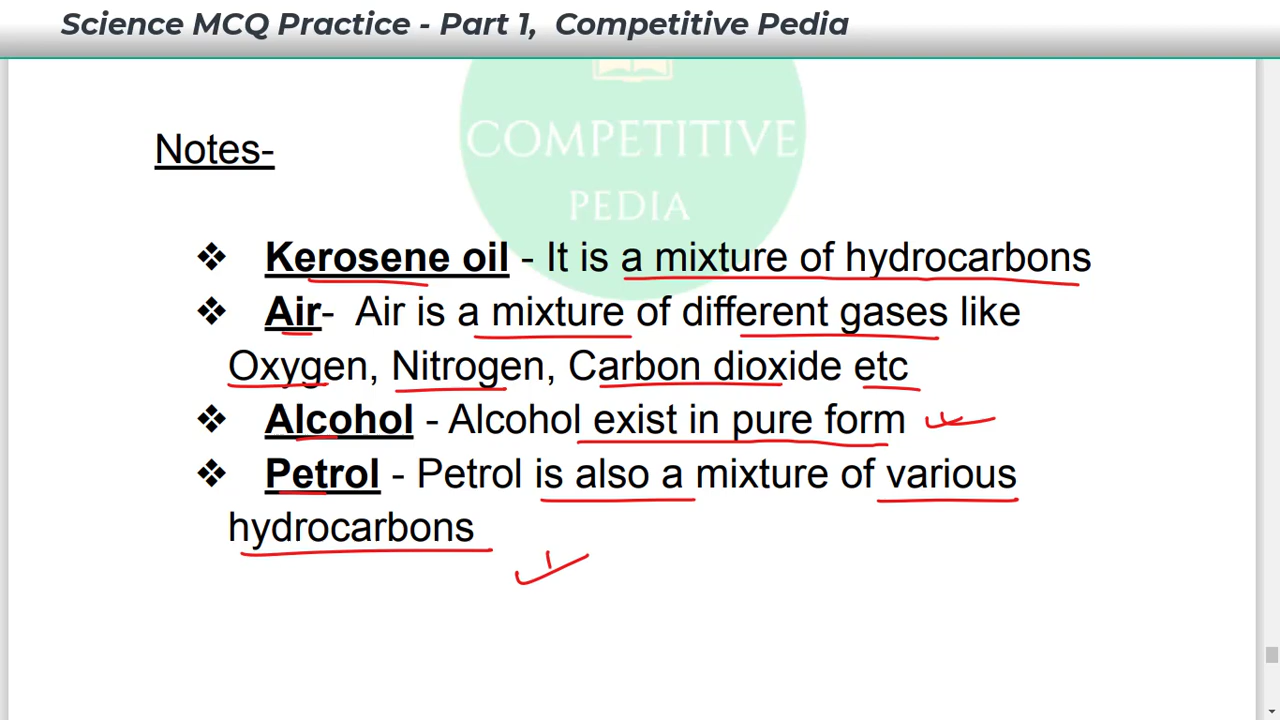 Science MCQ Practice - Part 1, Competitive Pedia
COMPETITIVE
PEDIA
Notes-
❖ Kerosene oil - It is a mixture of hydrocarbons
❖ Air- Air is a mixture of different gases like
Oxygen, Nitrogen, Carbon dioxide etc
❖ Alcohol - Alcohol exist in pure form
❖ Petrol - Petrol is also a mixture of various
hydrocarbons